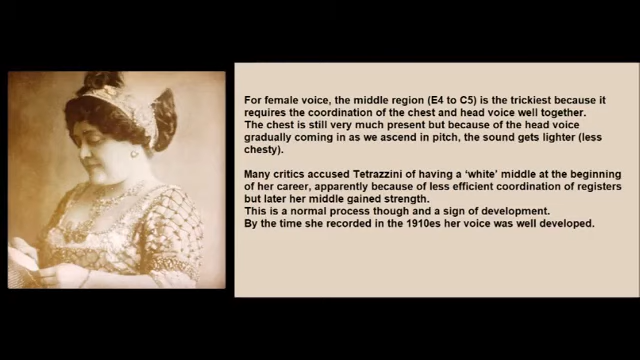 For female voice, the middle region (E4 to C5) is the trickiest because it
requires the coordination of the chest and head voice well together.
The chest is still very much present but because of the head voice
gradually coming in as we ascend in pitch, the sound gets lighter (less
chesty).
Many critics accused Tetrazzini of having a ‘white’ middle at the beginning
of her career, apparently because of less efficient coordination of registers
but later her middle gained strength.
This is a normal process though and a sign of development.
By the time she recorded in the 1910es her voice was well developed.